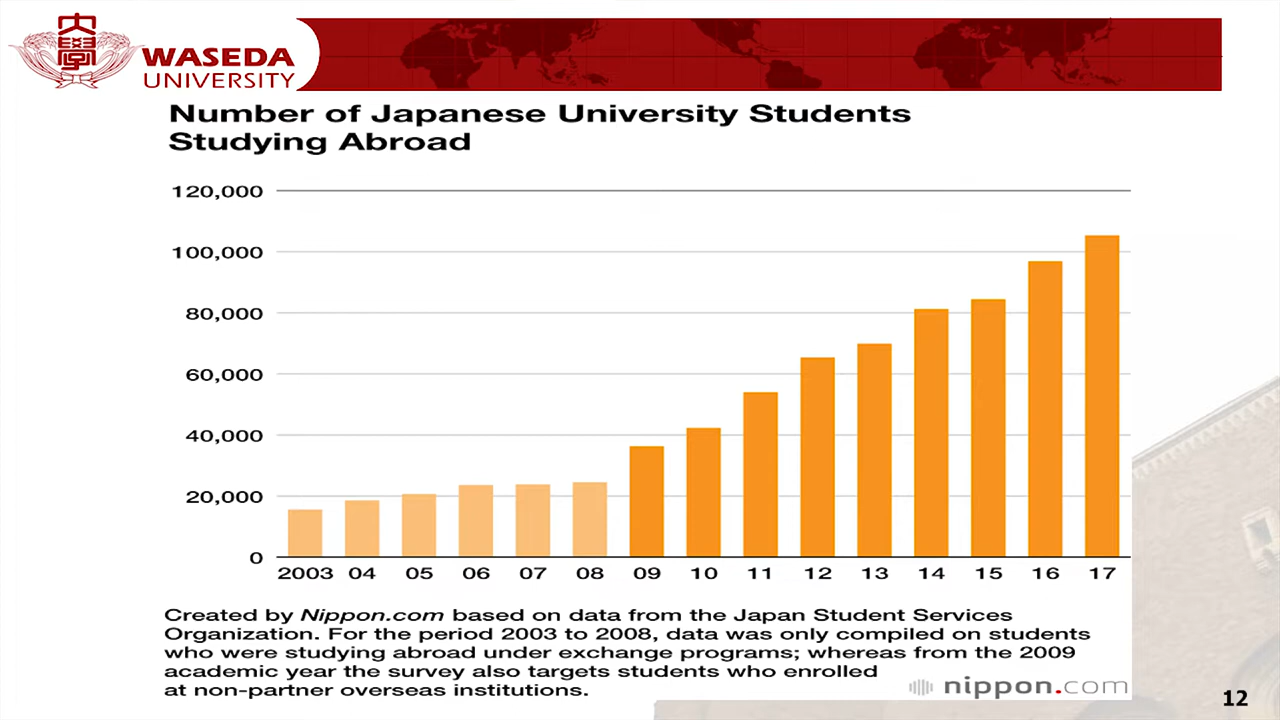 大
學
WASEDA
UNIVERSITY
Number of Japanese University Students
Studying Abroad
120,000
100,000
80,000
60,000
40,000
20,000
0
2003 04 05 06 07 08 09 10 11 12 13 14 15 16 17
Created by Nippon.com based on data from the Japan Student Services
Organization. For the period 2003 to 2008, data was only compiled on students
who were studying abroad under exchange programs; whereas from the 2009
academic year the survey also targets students who enrolled
at non-partner overseas institutions.
nippon.com
12